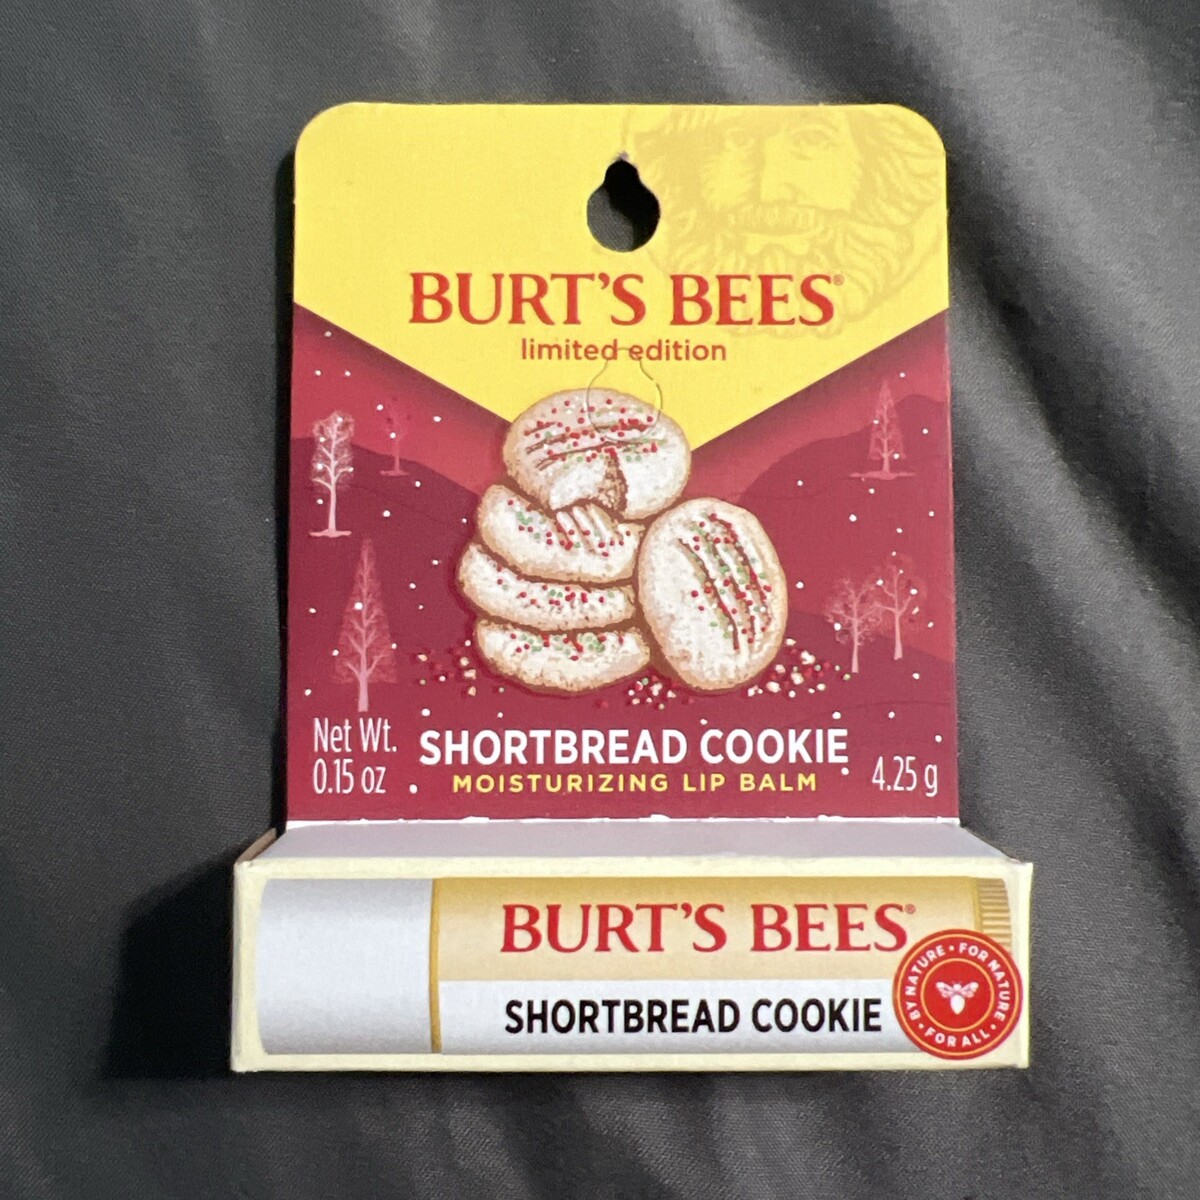 BURT'S BEES®
limited edition
Net Wt.
0.15 oz
SHORTBREAD COOKIE
MOISTURIZING LIP BALM
4.25 g
BURT'S BEES®
SHORTBREAD COOKIE
BY NATURE • FOR NATURE • FOR ALL •